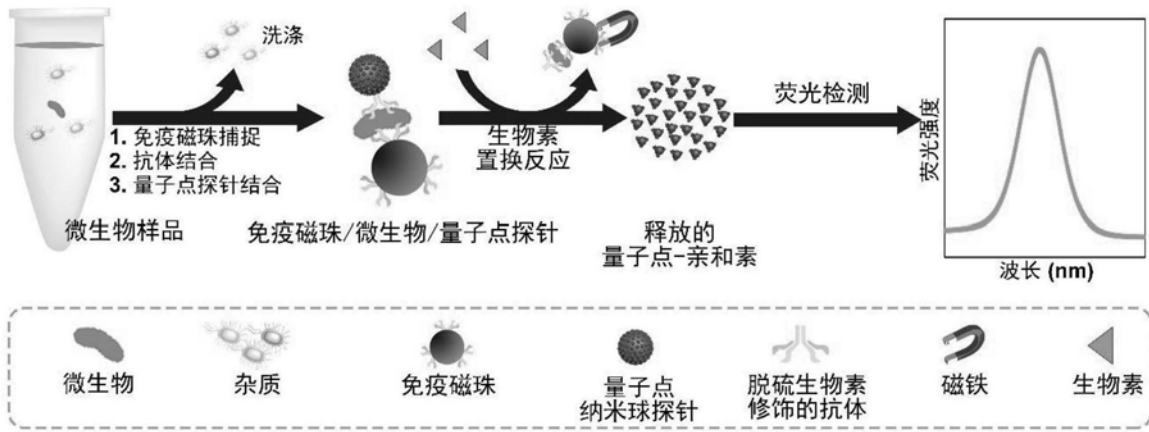 洗涤
1. 免疫磁珠捕捉
2. 抗体结合
3. 量子点探针结合
微生物样品
免疫磁珠/微生物/量子点探针
生物素
置换反应
释放的
量子点-亲和素
荧光检测
荧光强度
波长 (nm)
微生物
杂质
免疫磁珠
量子点
纳米球探针
脱硫生物素
修饰的抗体
磁铁
生物素